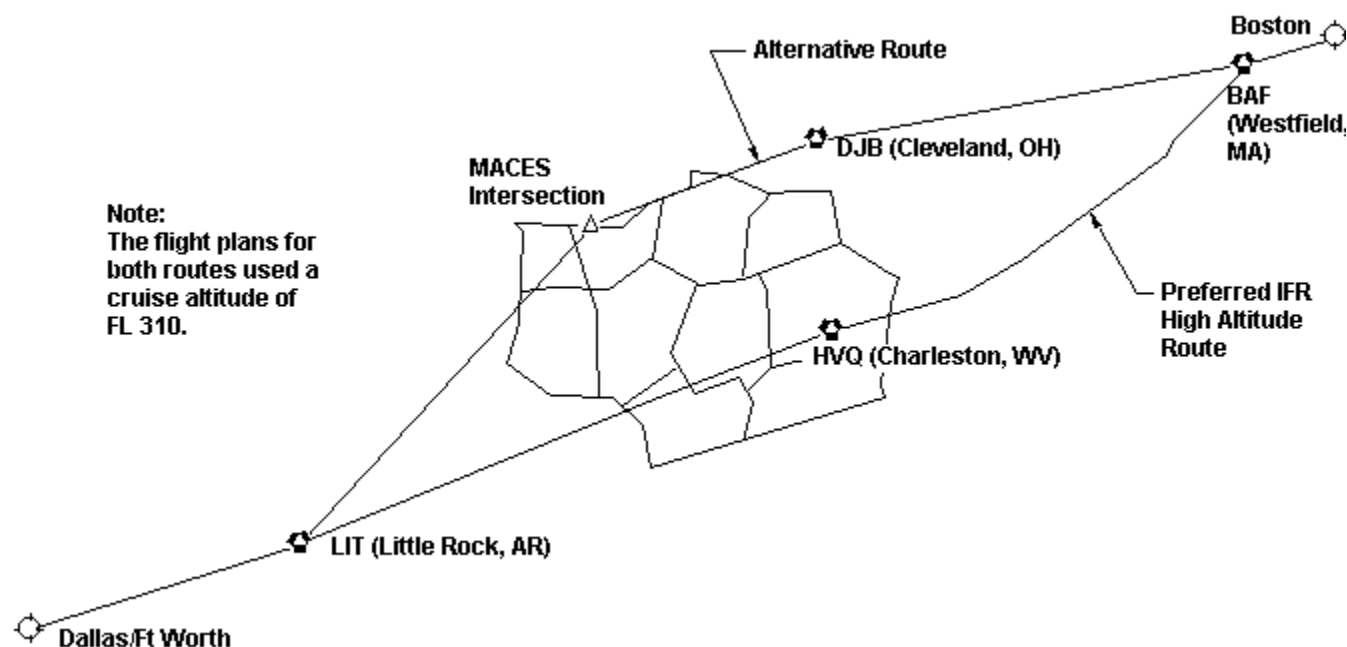 Boston
Alternative Route
BAF
(Westfield,
MA)
DJB (Cleveland, OH)
MACES
Intersection
Note:
The flight plans for
both routes used a
cruise altitude of
FL 310.
Preferred IFR
High Altitude
Route
HVQ (Charleston, WV)
LIT (Little Rock, AR)
Dallas/Ft Worth